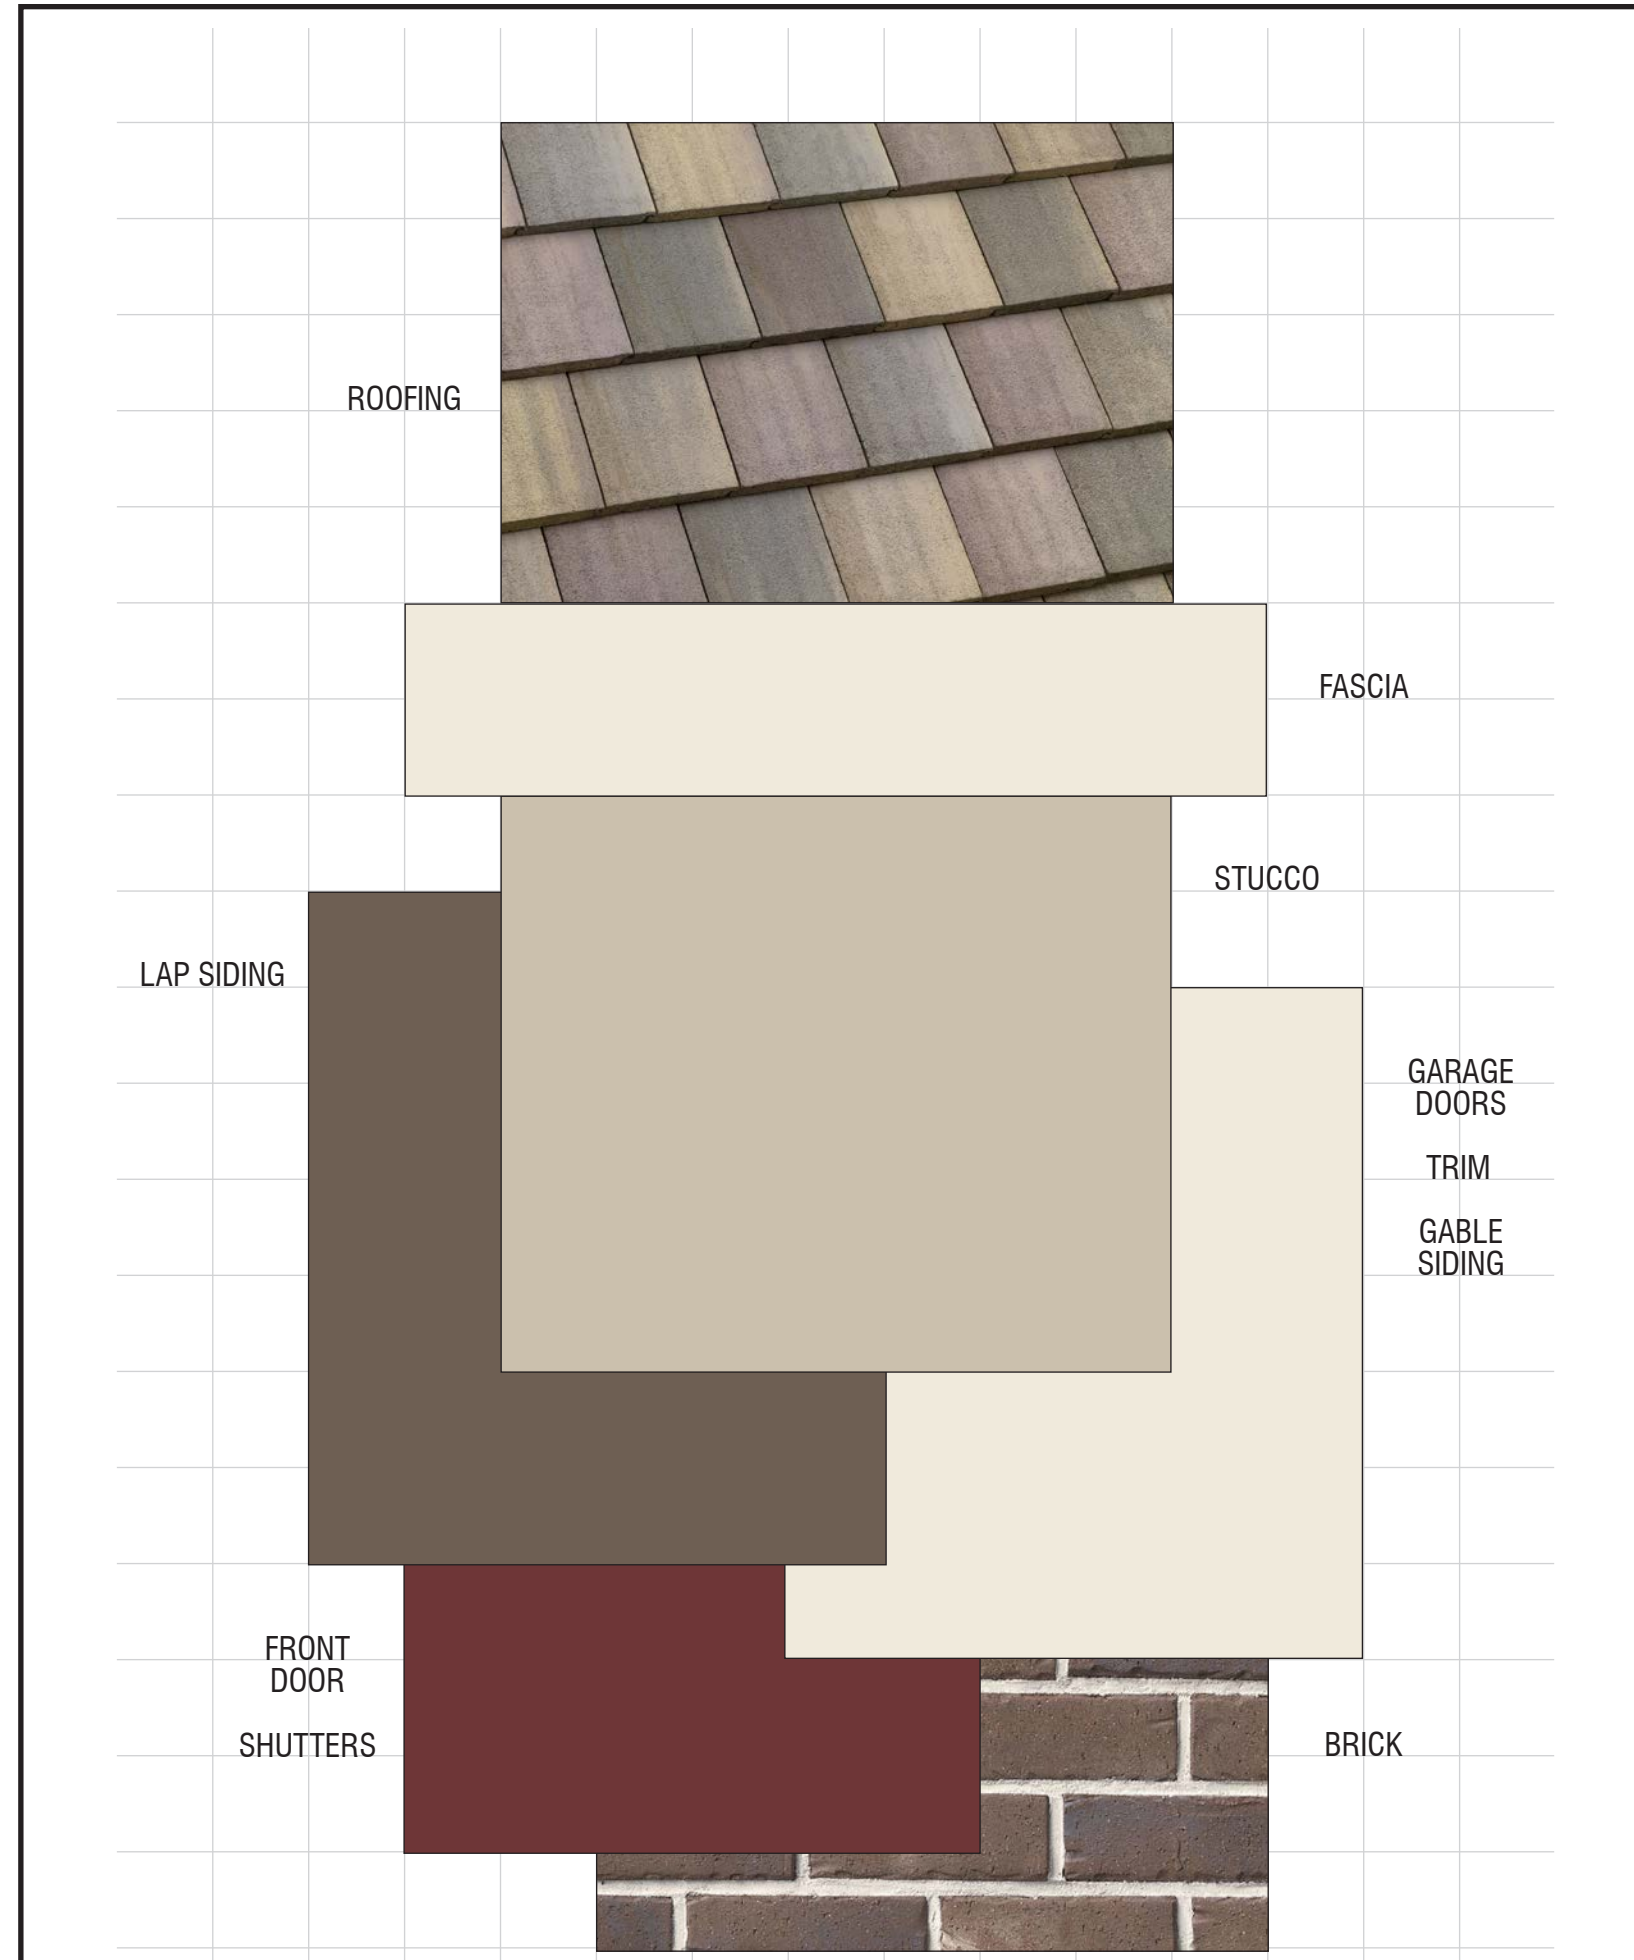 ROOFING
FASCIA
STUCCO
LAP SIDING
GARAGE
DOORS
TRIM
GABLE
SIDING
FRONT
DOOR
SHUTTERS
BRICK